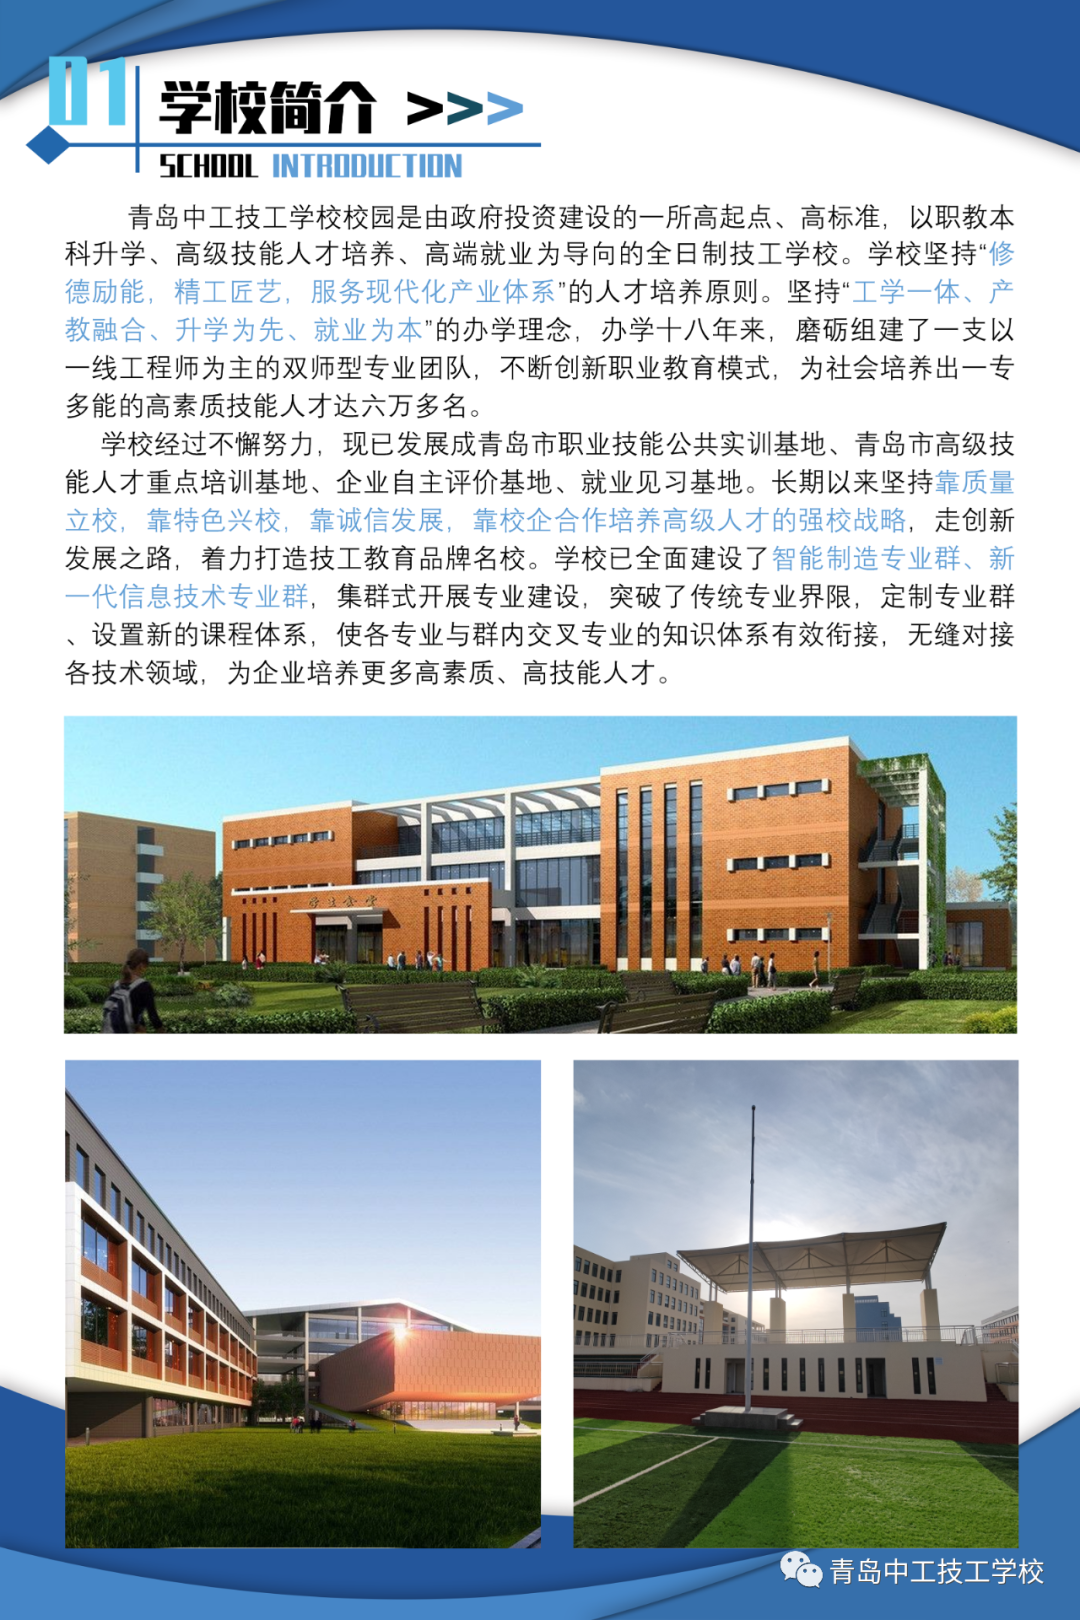 01
学校简介 >>>
SCHOOL INTRODUCTION
青岛中工技工学校校园是由政府投资建设的一所高起点、高标准，以职教本
科升学、高级技能人才培养、高端就业为导向的全日制技工学校。学校坚持“修
德励能，精工匠艺，服务现代化产业体系”的人才培养原则。坚持“工学一体、产
教融合、升学为先、就业为本”的办学理念，办学十八年来，磨砺组建了一支以
一线工程师为主的双师型专业团队，不断创新职业教育模式，为社会培养出一专
多能的高素质技能人才达六万多名。
学校经过不懈努力，现已发展成青岛市职业技能公共实训基地、青岛市高级技
能人才重点培训基地、企业自主评价基地、就业见习基地。长期以来坚持靠质量
立校，靠特色兴校，靠诚信发展，靠校企合作培养高级人才的强校战略，走创新
发展之路，着力打造技工教育品牌名校。学校已全面建设了智能制造专业群、新
一代信息技术专业群，集群式开展专业建设，突破了传统专业界限，定制专业群
、设置新的课程体系，使各专业与群内交叉专业的知识体系有效衔接，无缝对接
各技术领域，为企业培养更多高素质、高技能人才。
学生食堂
青岛中工技工学校